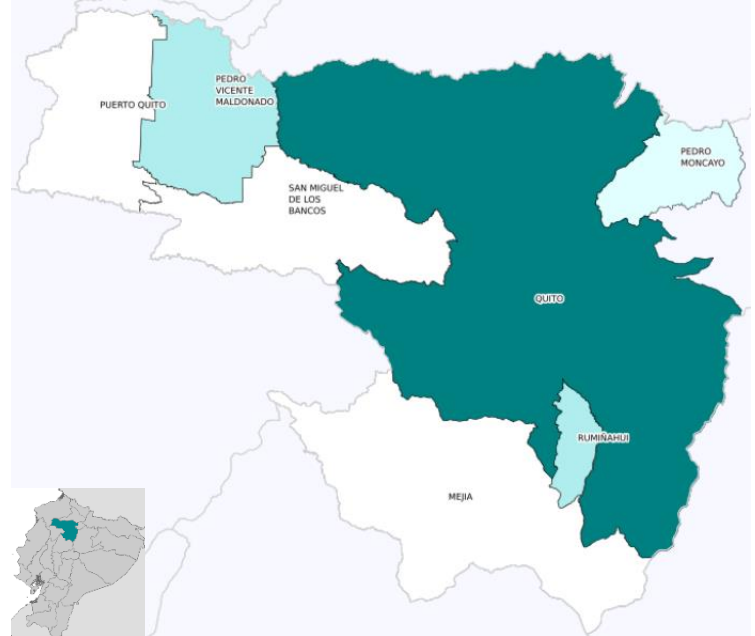 PEDRO
VICENTE
MALDONADO
PUERTO QUITO
PEDRO
MONCAYO
SAN MIGUEL
DE LOS
BANCOS
QUITO
RUMIÑAHUI
MEJIA